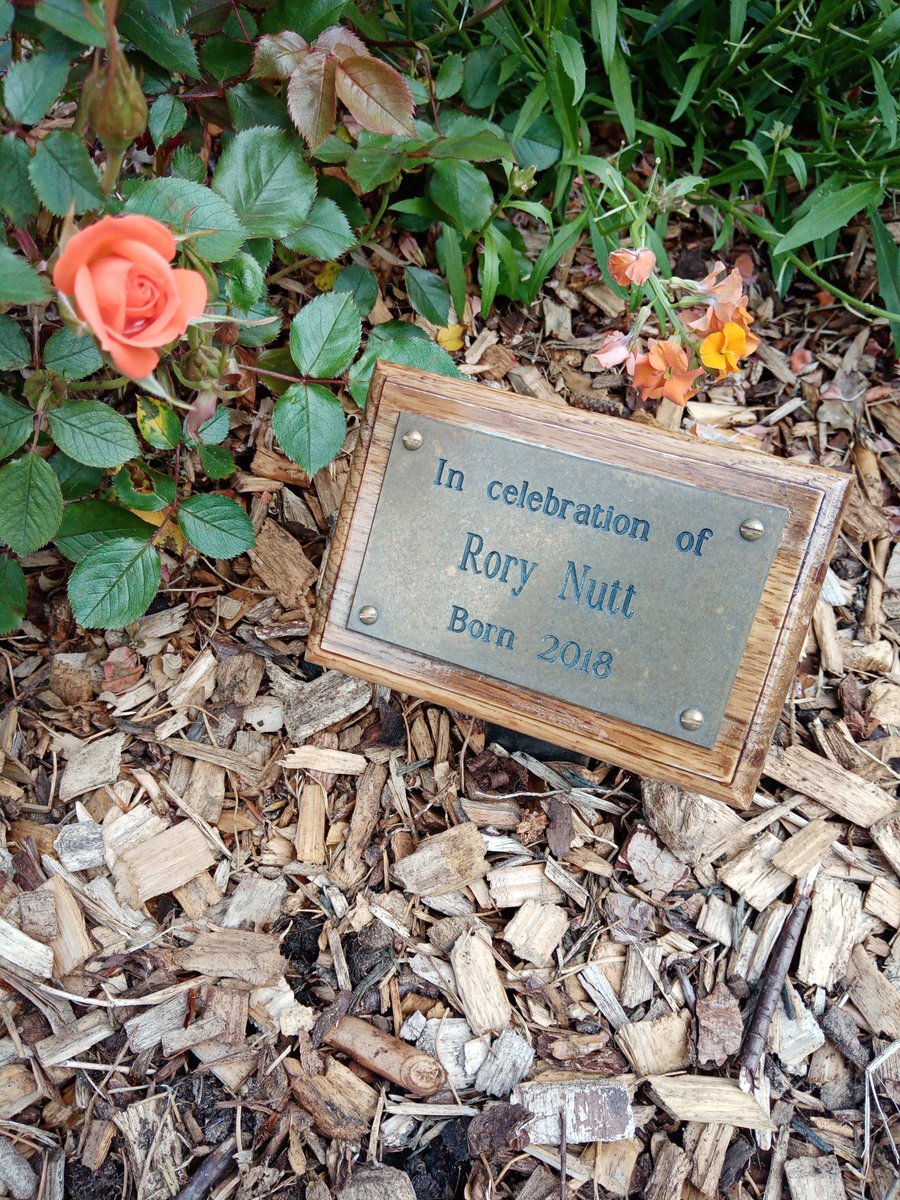 In celebration of
Rory Nutt
Born 2018